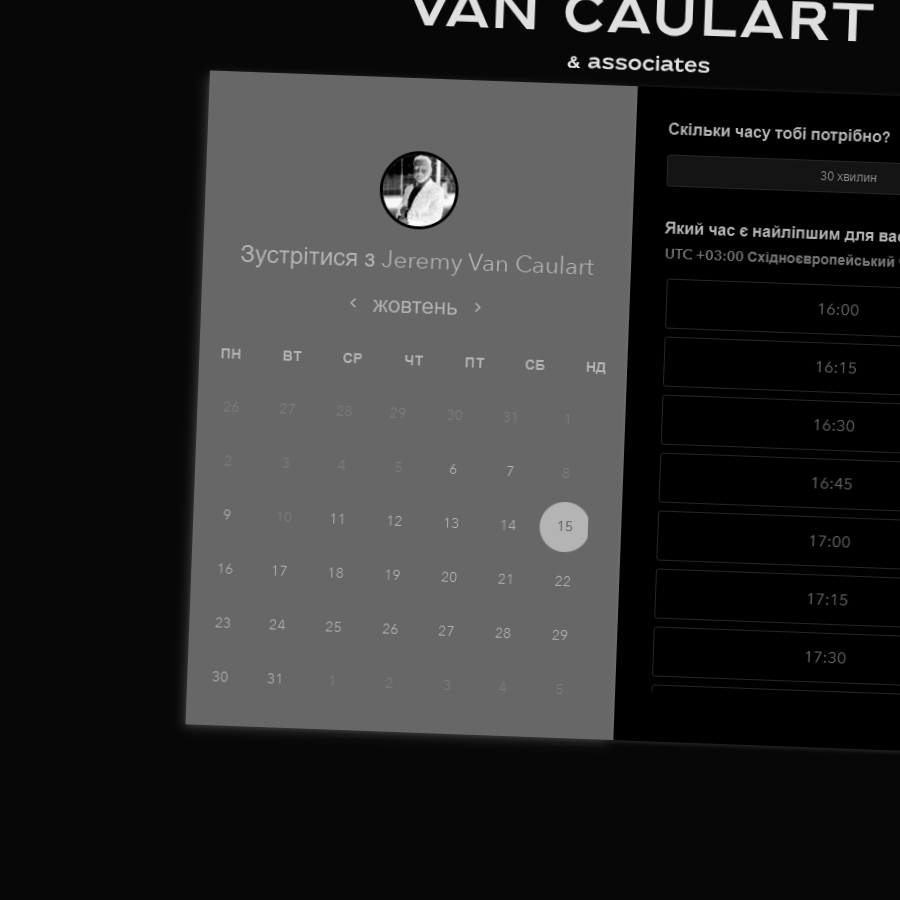 VAN CAULART
& associates
Зустрітися з Jeremy Van Caulart
жовтень
ПН ВТ СР ЧТ ПТ СБ НД
26 27 28 29 30 31 1
2 3 4 5 6 7 8
9 10 11 12 13 14 15
16 17 18 19 20 21 22
23 24 25 26 27 28 29
30 31 1 2 3 4 5
Скільки часу тобі потрібно?
30 хвилин
Який час є найліпшим для
UTC +03:00 Східноєвропейський
16:00
16:15
16:30
16:45
17:00
17:15
17:30